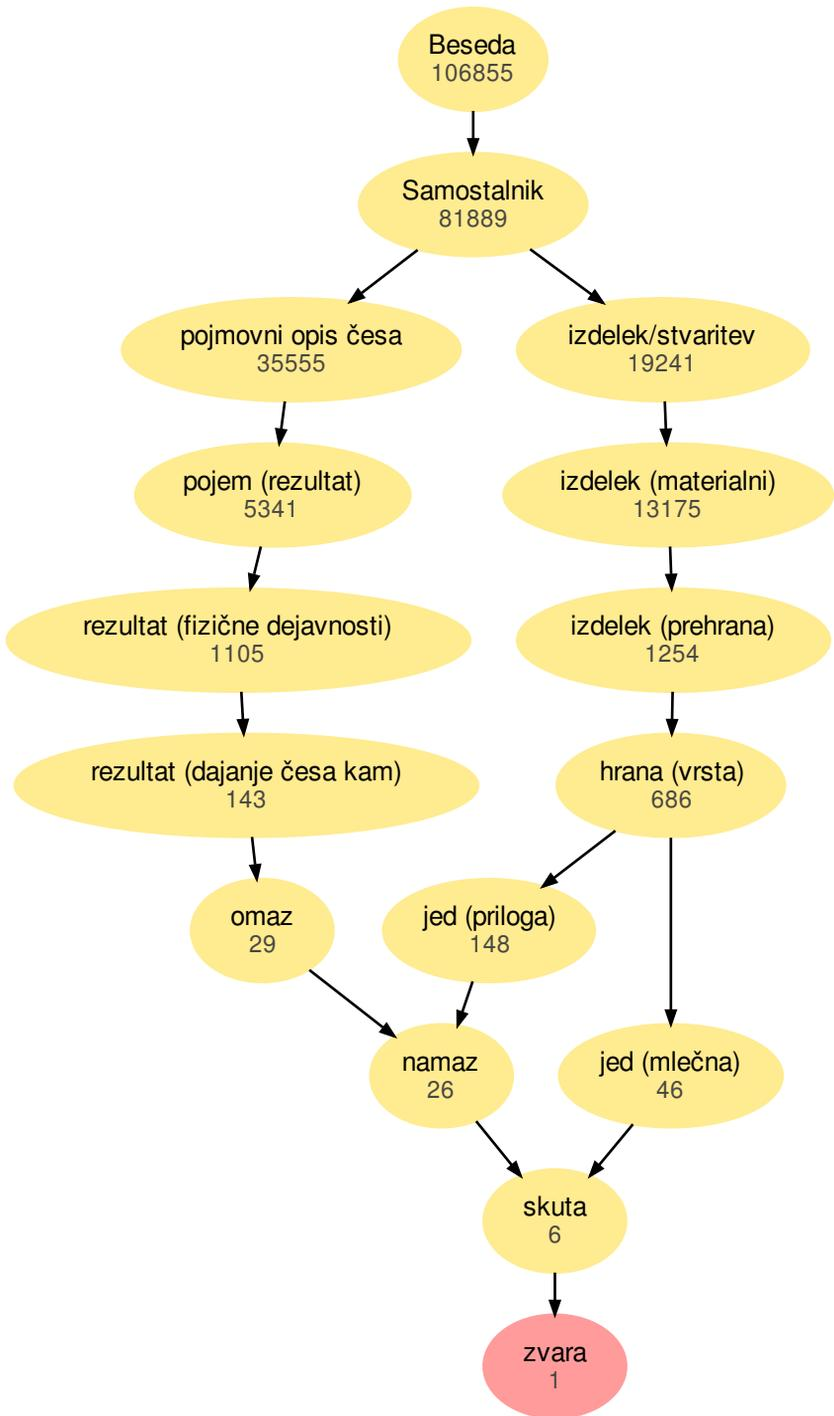 Beseda
106855
Samostalnik
81889
pojmovni opis česa
35555
izdelek/stvaritev
19241
pojem (rezultat)
5341
izdelek (materialni)
13175
rezultat (fizične dejavnosti)
1105
izdelek (prehrana)
1254
rezultat (dajanje česa kam)
143
hrana (vrsta)
686
omaz
29
jed (priloga)
148
namaz
26
jed (mlečna)
46
skuta
6
zvara
1